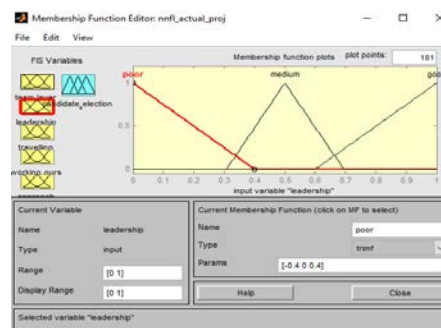 Membership Function Editor: nnfl_actual_proj
File Edit View
FIS Variables
Membership function plots plot points: 181
poor medium
candidate_election
leadership
travelling
1
0.5
0
0 0.1 0.2 0.3 0.4 0.5 0.6 0.7 0.8 0.9 1
input variable "leadership"
Current Variable
Name leadership
Type input
Range [0 1]
Display Range [0 1]
Current Membership Function (click on MF to select)
Name poor
Type trimf
Params [-0.4 0 0.4]
Help Close
Selected variable "leadership"